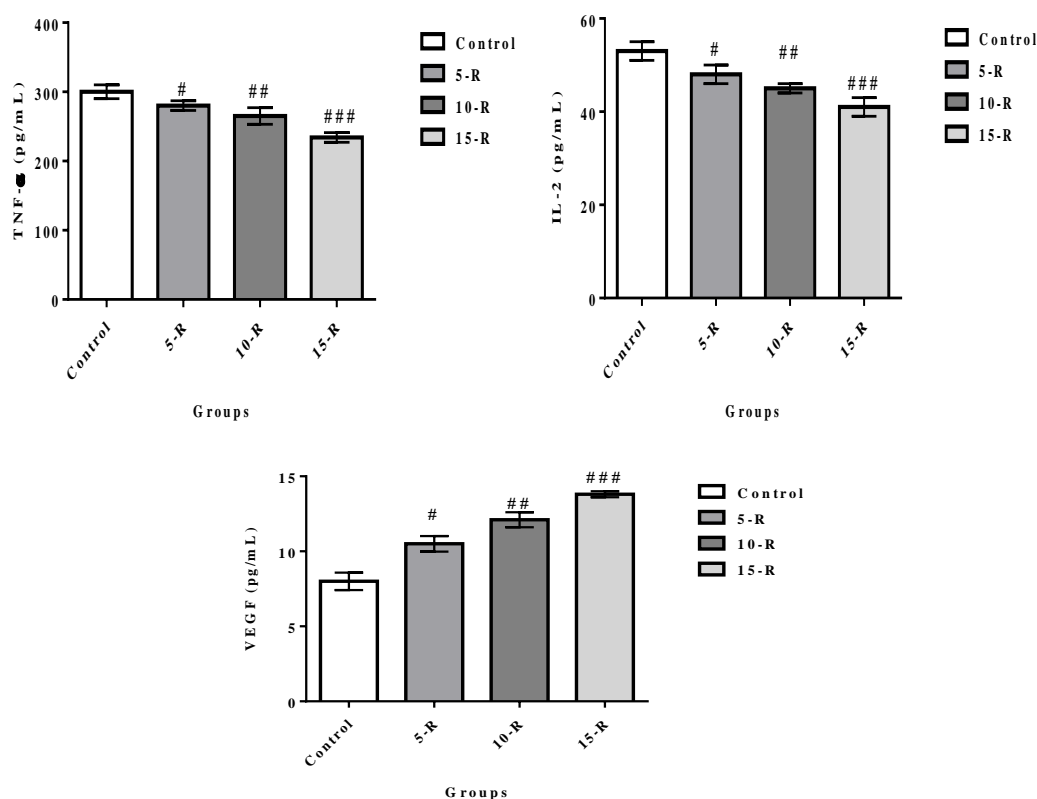 TNF-α (pg/mL)
400
300
200
100
0
#
##
###
Control
5-R
10-R
15-R
Groups
Control
5-R
10-R
15-R
IL-2 (pg/mL)
60
40
20
0
#
##
###
Control
5-R
10-R
15-R
Groups
Control
5-R
10-R
15-R
VEGF (pg/mL)
15
10
5
0
#
##
###
Control
5-R
10-R
15-R
Groups
Control
5-R
10-R
15-R